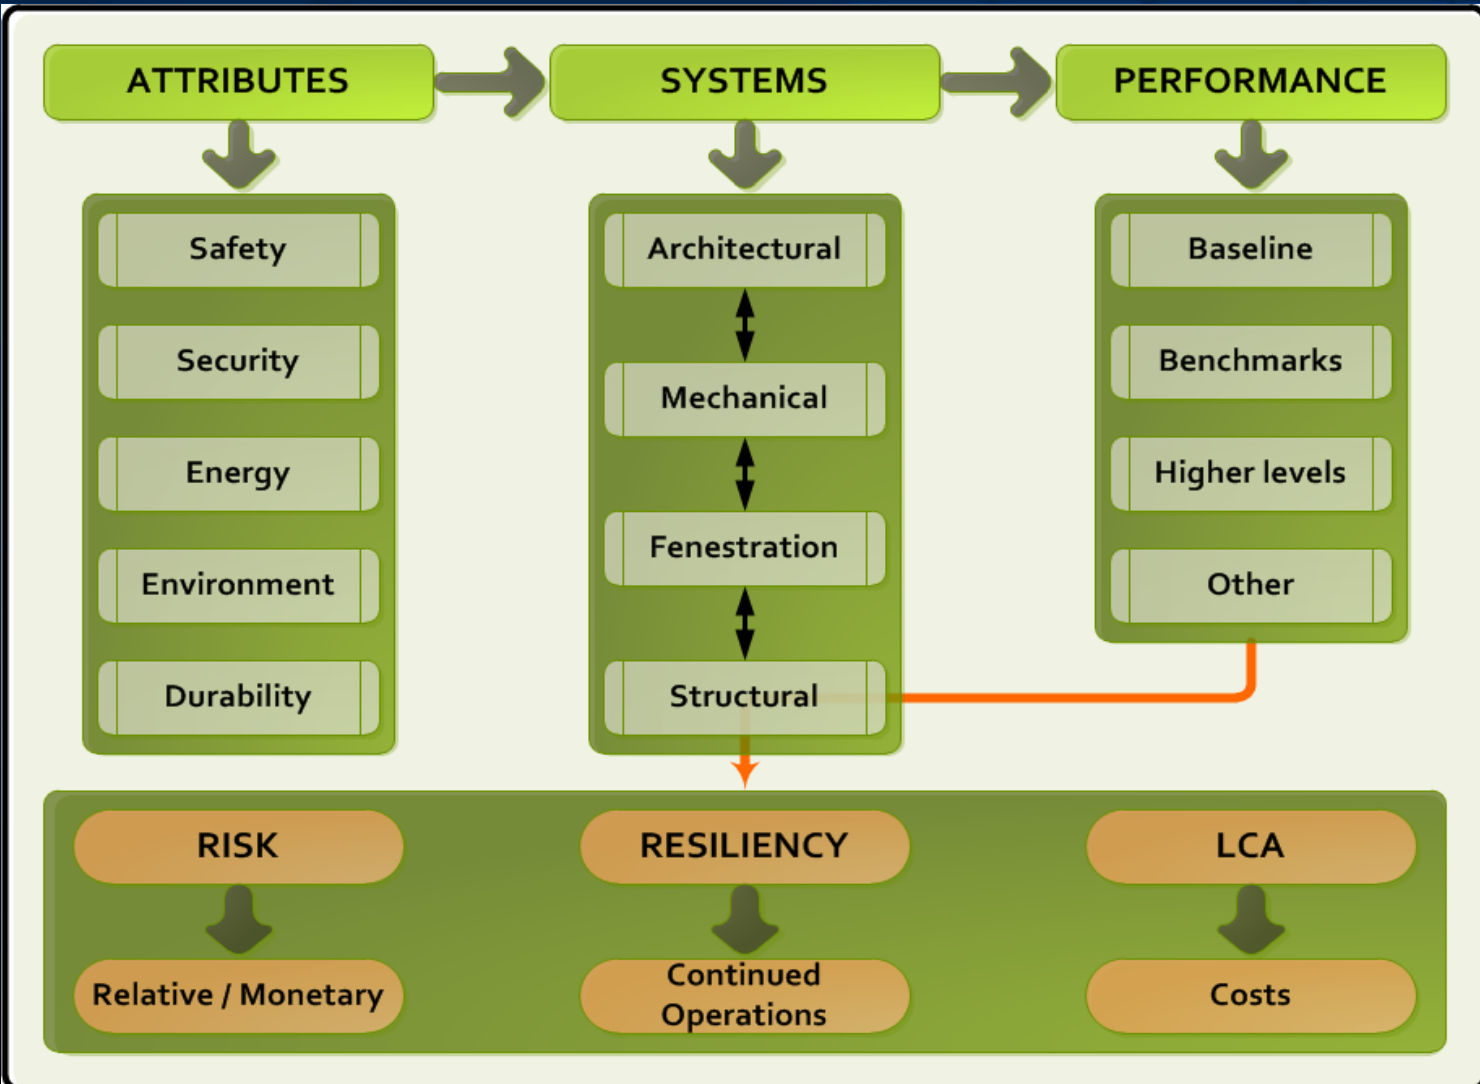 ATTRIBUTES
SYSTEMS
PERFORMANCE
Safety
Security
Energy
Environment
Durability
Architectural
Mechanical
Fenestration
Structural
Baseline
Benchmarks
Higher levels
Other
RISK
RESILIENCY
LCA
Relative / Monetary
Continued
Operations
Costs